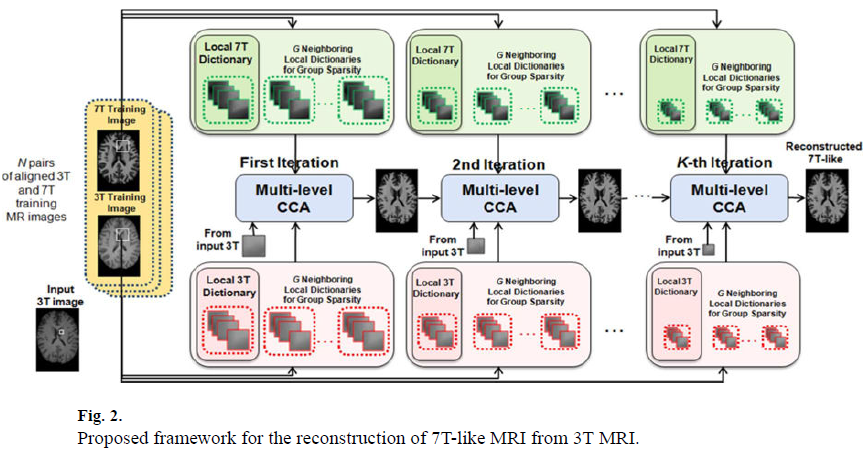 Local 7T
Dictionary
G Neighboring
Local Dictionaries
for Group Sparsity
Local 7T
Dictionary
G Neighboring
Local Dictionaries
for Group Sparsity
...
Local 7T
Dictionary
G Neighboring
Local Dictionaries
for Group Sparsity
7T Training
Image
3T Training
Image
N pairs
of aligned 3T
and 7T
training
MR images
Input
3T image
First Iteration
Multi-level
CCA
From
input 3T
2nd Iteration
Multi-level
CCA
From
input 3T
...
K-th Iteration
Multi-level
CCA
From
input 3T
Reconstructed
7T-like
Local 3T
Dictionary
G Neighboring
Local Dictionaries
for Group Sparsity
Local 3T
Dictionary
G Neighboring
Local Dictionaries
for Group Sparsity
...
Local 3T
Dictionary
G Neighboring
Local Dictionaries
for Group Sparsity
Fig. 2.
Proposed framework for the reconstruction of 7T-like MRI from 3T MRI.